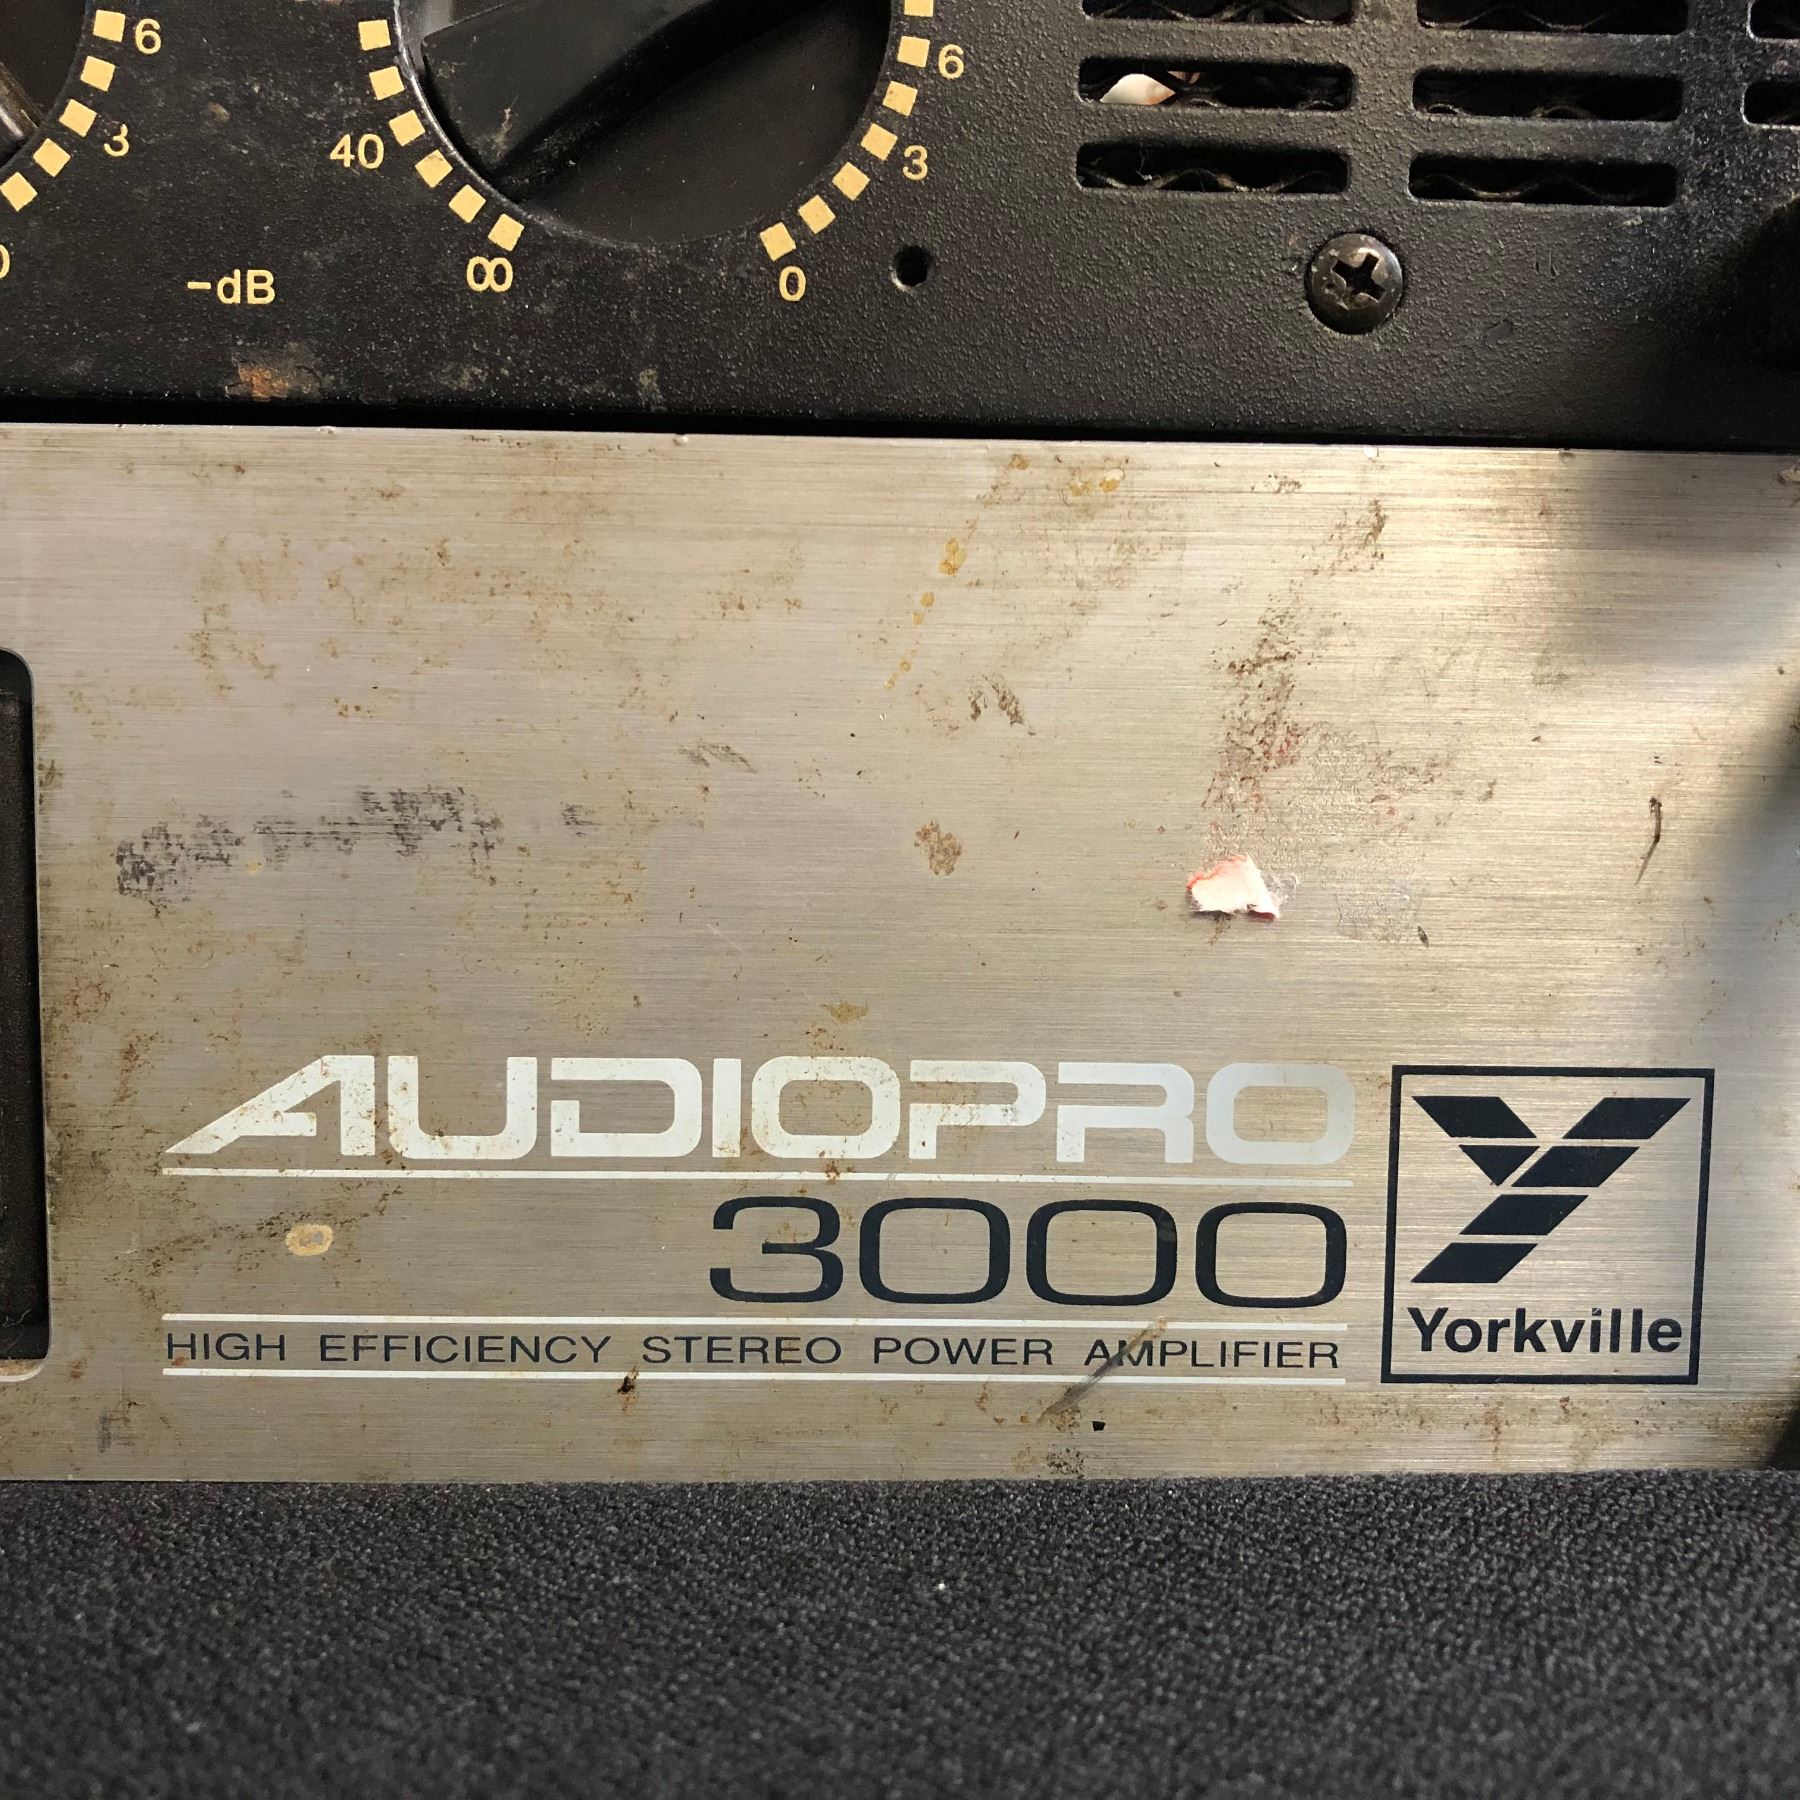 6
6
3
40
3
-dB
∞
0
AUDIOPRO
3000
HIGH EFFICIENCY STEREO POWER AMPLIFIER
Yorkville